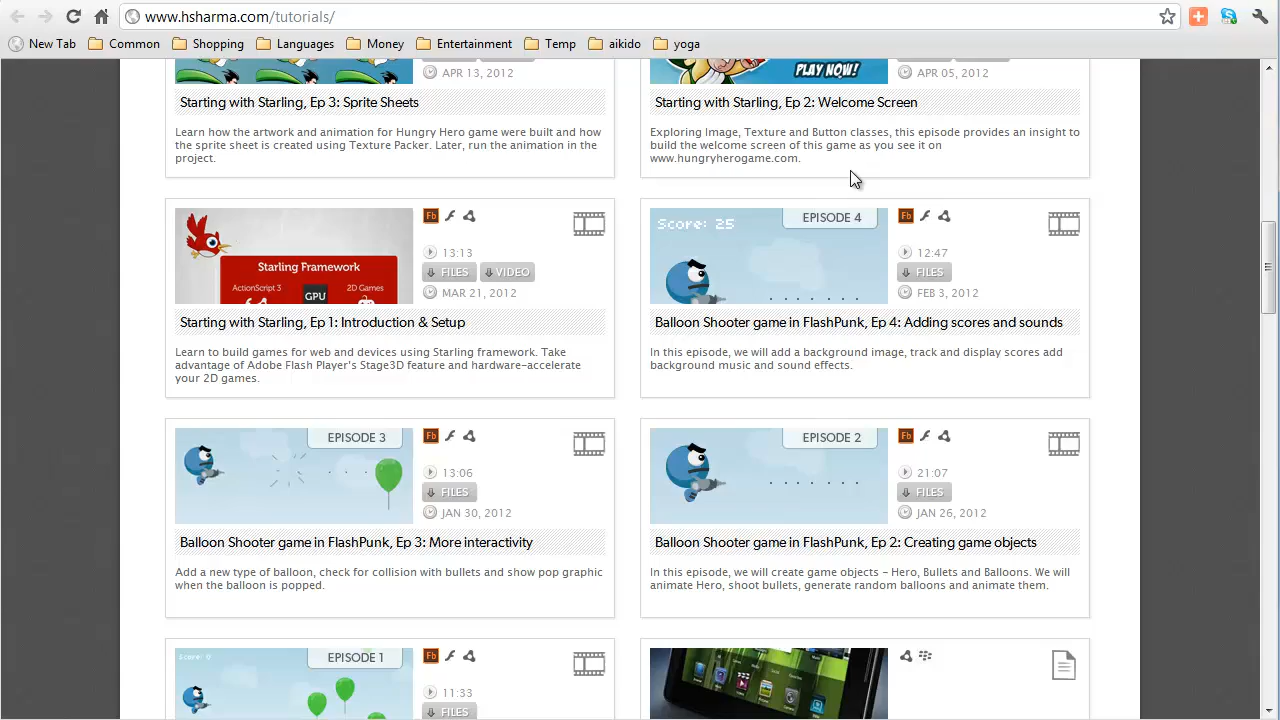 www.hsharma.com/tutorials/
New Tab Common Shopping Languages Money Entertainment Temp aikido yoga
APR 13, 2012
Starting with Starling, Ep 3: Sprite Sheets
Learn how the artwork and animation for Hungry Hero game were built and how
the sprite sheet is created using Texture Packer. Later, run the animation in the
project.
PLAY NOW!
APR 05, 2012
Starting with Starling, Ep 2: Welcome Screen
Exploring Image, Texture and Button classes, this episode provides an insight to
build the welcome screen of this game as you see it on
www.hungryherogame.com.
Starling Framework
ActionScript 3
GPU
2D Games
Fb
13:13
FILES VIDEO
MAR 21, 2012
Starting with Starling, Ep 1: Introduction & Setup
Learn to build games for web and devices using Starling framework. Take
advantage of Adobe Flash Player's Stage3D feature and hardware-accelerate
your 2D games.
Score: 25
EPISODE 4
Fb
12:47
FILES
FEB 3, 2012
Balloon Shooter game in FlashPunk, Ep 4: Adding scores and sounds
In this episode, we will add a background image, track and display scores add
background music and sound effects.
EPISODE 3
Fb
13:06
FILES
JAN 30, 2012
Balloon Shooter game in FlashPunk, Ep 3: More interactivity
Add a new type of balloon, check for collision with bullets and show pop graphic
when the balloon is popped.
EPISODE 2
Fb
21:07
FILES
JAN 26, 2012
Balloon Shooter game in FlashPunk, Ep 2: Creating game objects
In this episode, we will create game objects - Hero, Bullets and Balloons. We will
animate Hero, shoot bullets, generate random balloons and animate them.
Score: 0
EPISODE 1
Fb
11:33
FILES